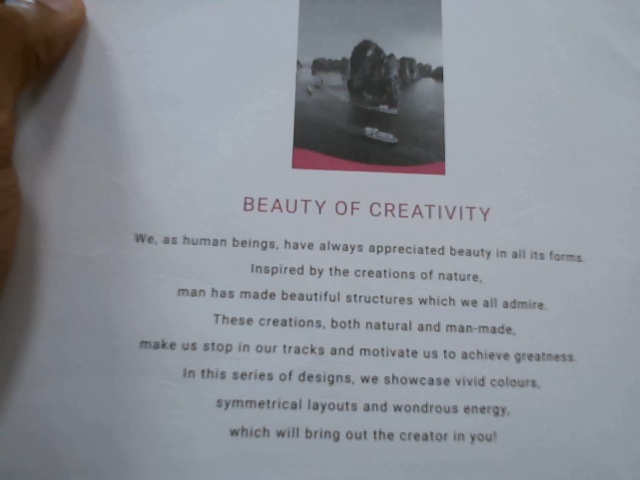 BEAUTY OF CREATIVITY
We, as human beings, have always appreciated beauty in all its forms.
Inspired by the creations of nature,
man has made beautiful structures which we all admire.
These creations, both natural and man-made,
make us stop in our tracks and motivate us to achieve greatness.
In this series of designs, we showcase vivid colours,
symmetrical layouts and wondrous energy,
which will bring out the creator in you!